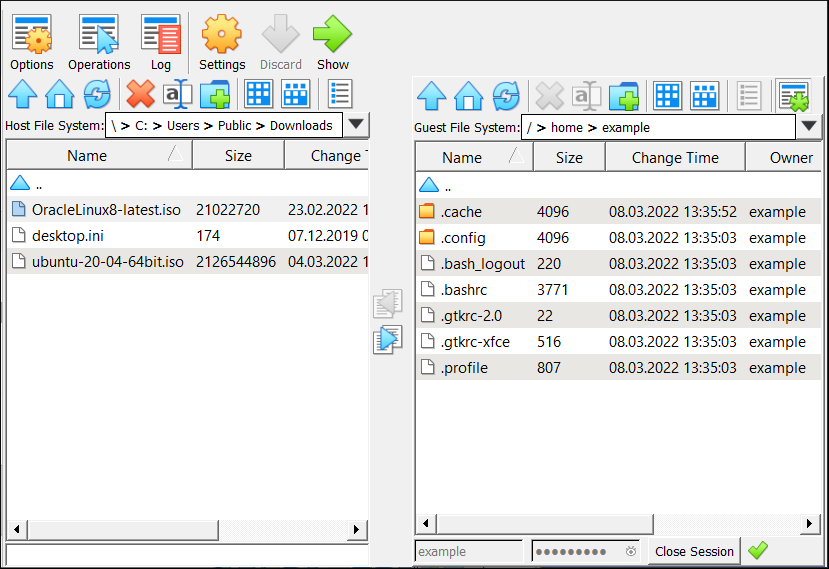 Options Operations Log Settings Discard Show
Host File System: \ > C: > Users > Public > Downloads
Name Size Change T
..
OracleLinux8-latest.iso 21022720 23.02.2022 1
desktop.ini 174 07.12.2019 0
ubuntu-20-04-64bit.iso 2126544896 04.03.2022 1
Guest File System: / > home > example
Name Size Change Time Owner
..
.cache 4096 08.03.2022 13:35:52 example
.config 4096 08.03.2022 13:35:03 example
.bash_logout 220 08.03.2022 13:35:03 example
.bashrc 3771 08.03.2022 13:35:03 example
.gtkrc-2.0 22 08.03.2022 13:35:03 example
.gtkrc-xfce 516 08.03.2022 13:35:03 example
.profile 807 08.03.2022 13:35:03 example
example ●●●●●●●●● Close Session